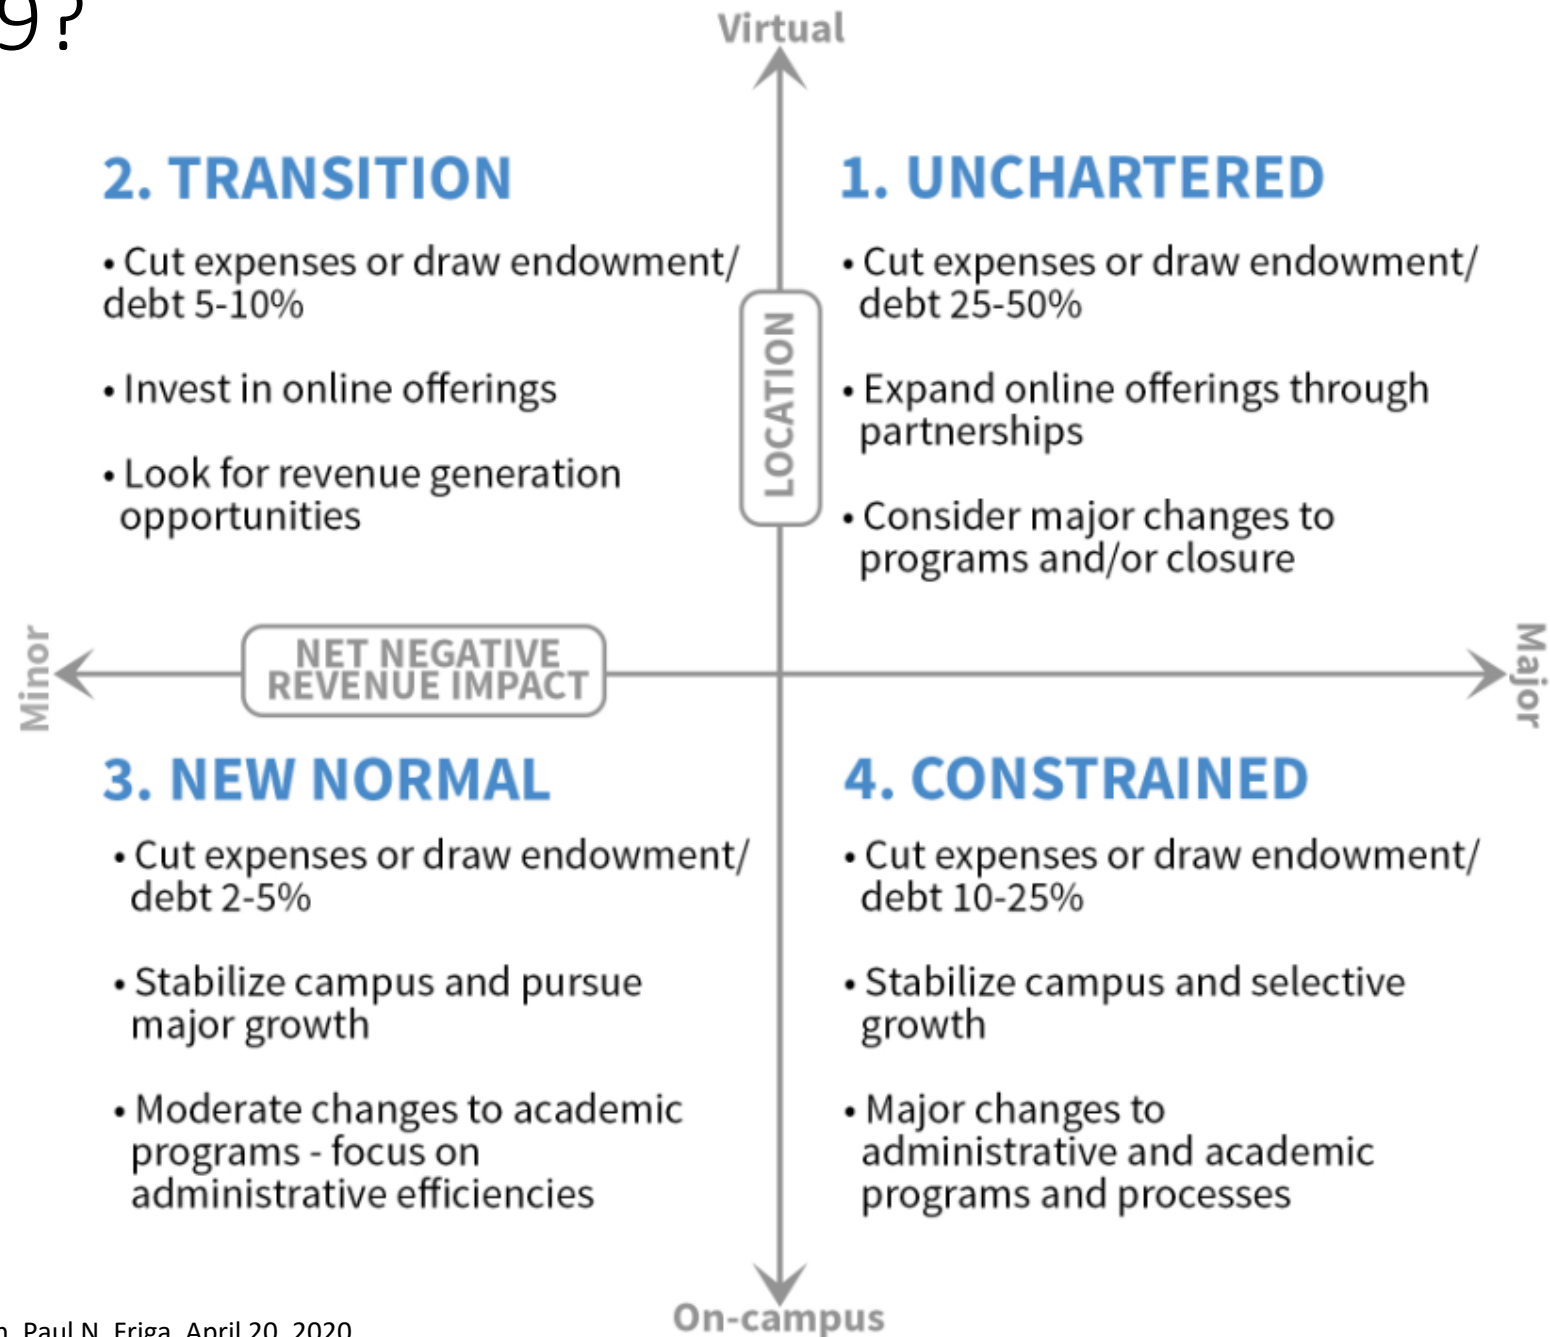 9?
Virtual
2. TRANSITION
• Cut expenses or draw endowment/
debt 5-10%
• Invest in online offerings
• Look for revenue generation
opportunities
1. UNCHARTERED
• Cut expenses or draw endowment/
debt 25-50%
• Expand online offerings through
partnerships
• Consider major changes to
programs and/or closure
LOCATION
Minor
NET NEGATIVE
REVENUE IMPACT
Major
3. NEW NORMAL
• Cut expenses or draw endowment/
debt 2-5%
• Stabilize campus and pursue
major growth
• Moderate changes to academic
programs - focus on
administrative efficiencies
4. CONSTRAINED
• Cut expenses or draw endowment/
debt 10-25%
• Stabilize campus and selective
growth
• Major changes to
administrative and academic
programs and processes
On-campus
Paul N. Friga, April 20, 2020